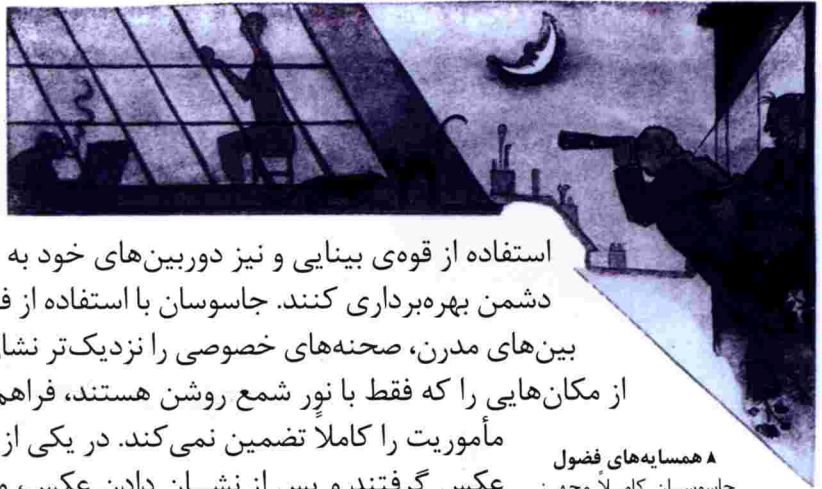 استفاده از قوه‌ی بینایی و نیز دوربین‌های خود به
دشمن بهره‌برداری کنند. جاسوسان با استفاده از
بین‌های مدرن، صحنه‌های خصوصی را نزدیک‌تر
از مکان‌هایی را که فقط با نور شمع روشن هستند، فراهم
مأموریت را کاملاً تضمین نمی‌کند. در یکی از
عکس گرفتند و پس از نشان دادن عکس،
▲ همسایه‌های فضول
جاسوسان کاملاً مجهز